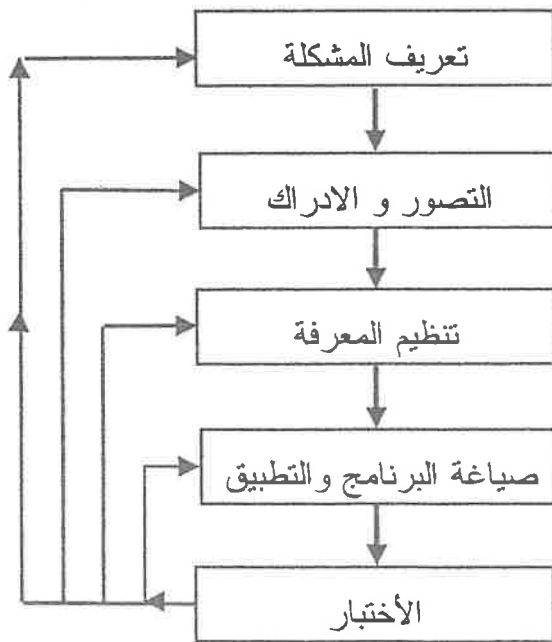 تعريف المشكلة
التصور و الادراك
تنظيم المعرفة
صياغة البرنامج والتطبيق
الأختبار